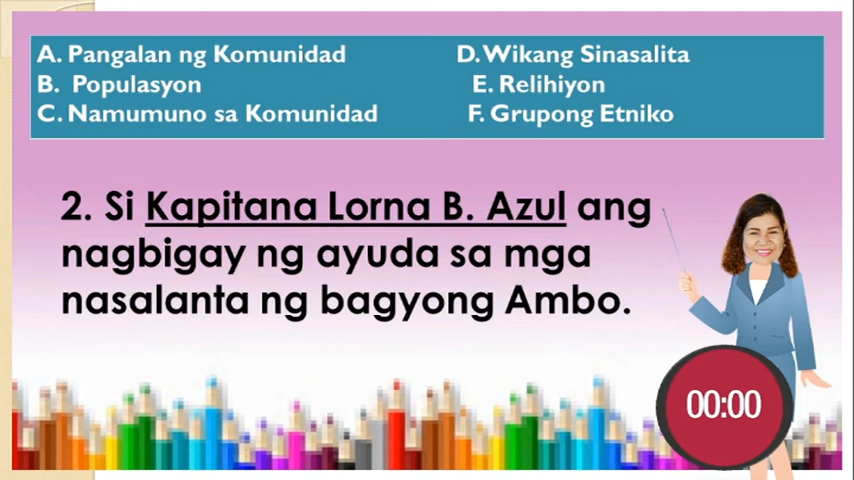 A. Pangalan ng Komunidad D. Wikang Sinasalita
B. Populasyon E. Relihiyon
C. Namumuno sa Komunidad F. Grupong Etniko
2. Si Kapitana Lorna B. Azul ang
nagbigay ng ayuda sa mga
nasalanta ng bagyong Ambo.
00:00